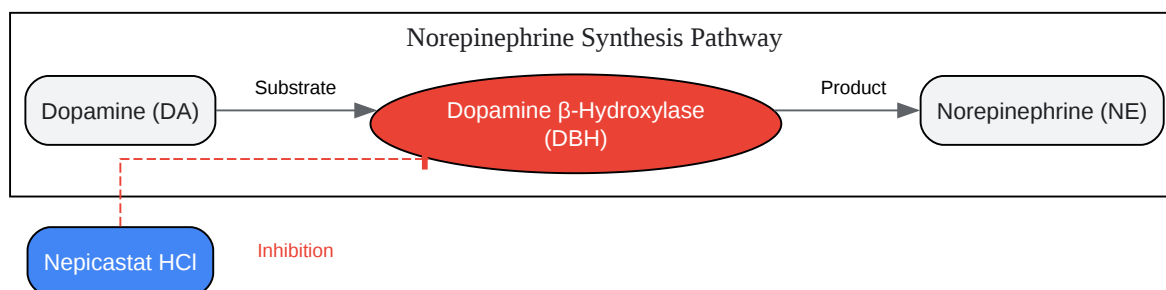 Norepinephrine Synthesis Pathway
Dopamine (DA)
Substrate
Dopamine β-Hydroxylase
(DBH)
Product
Norepinephrine (NE)
Nepicastat HCl
Inhibition